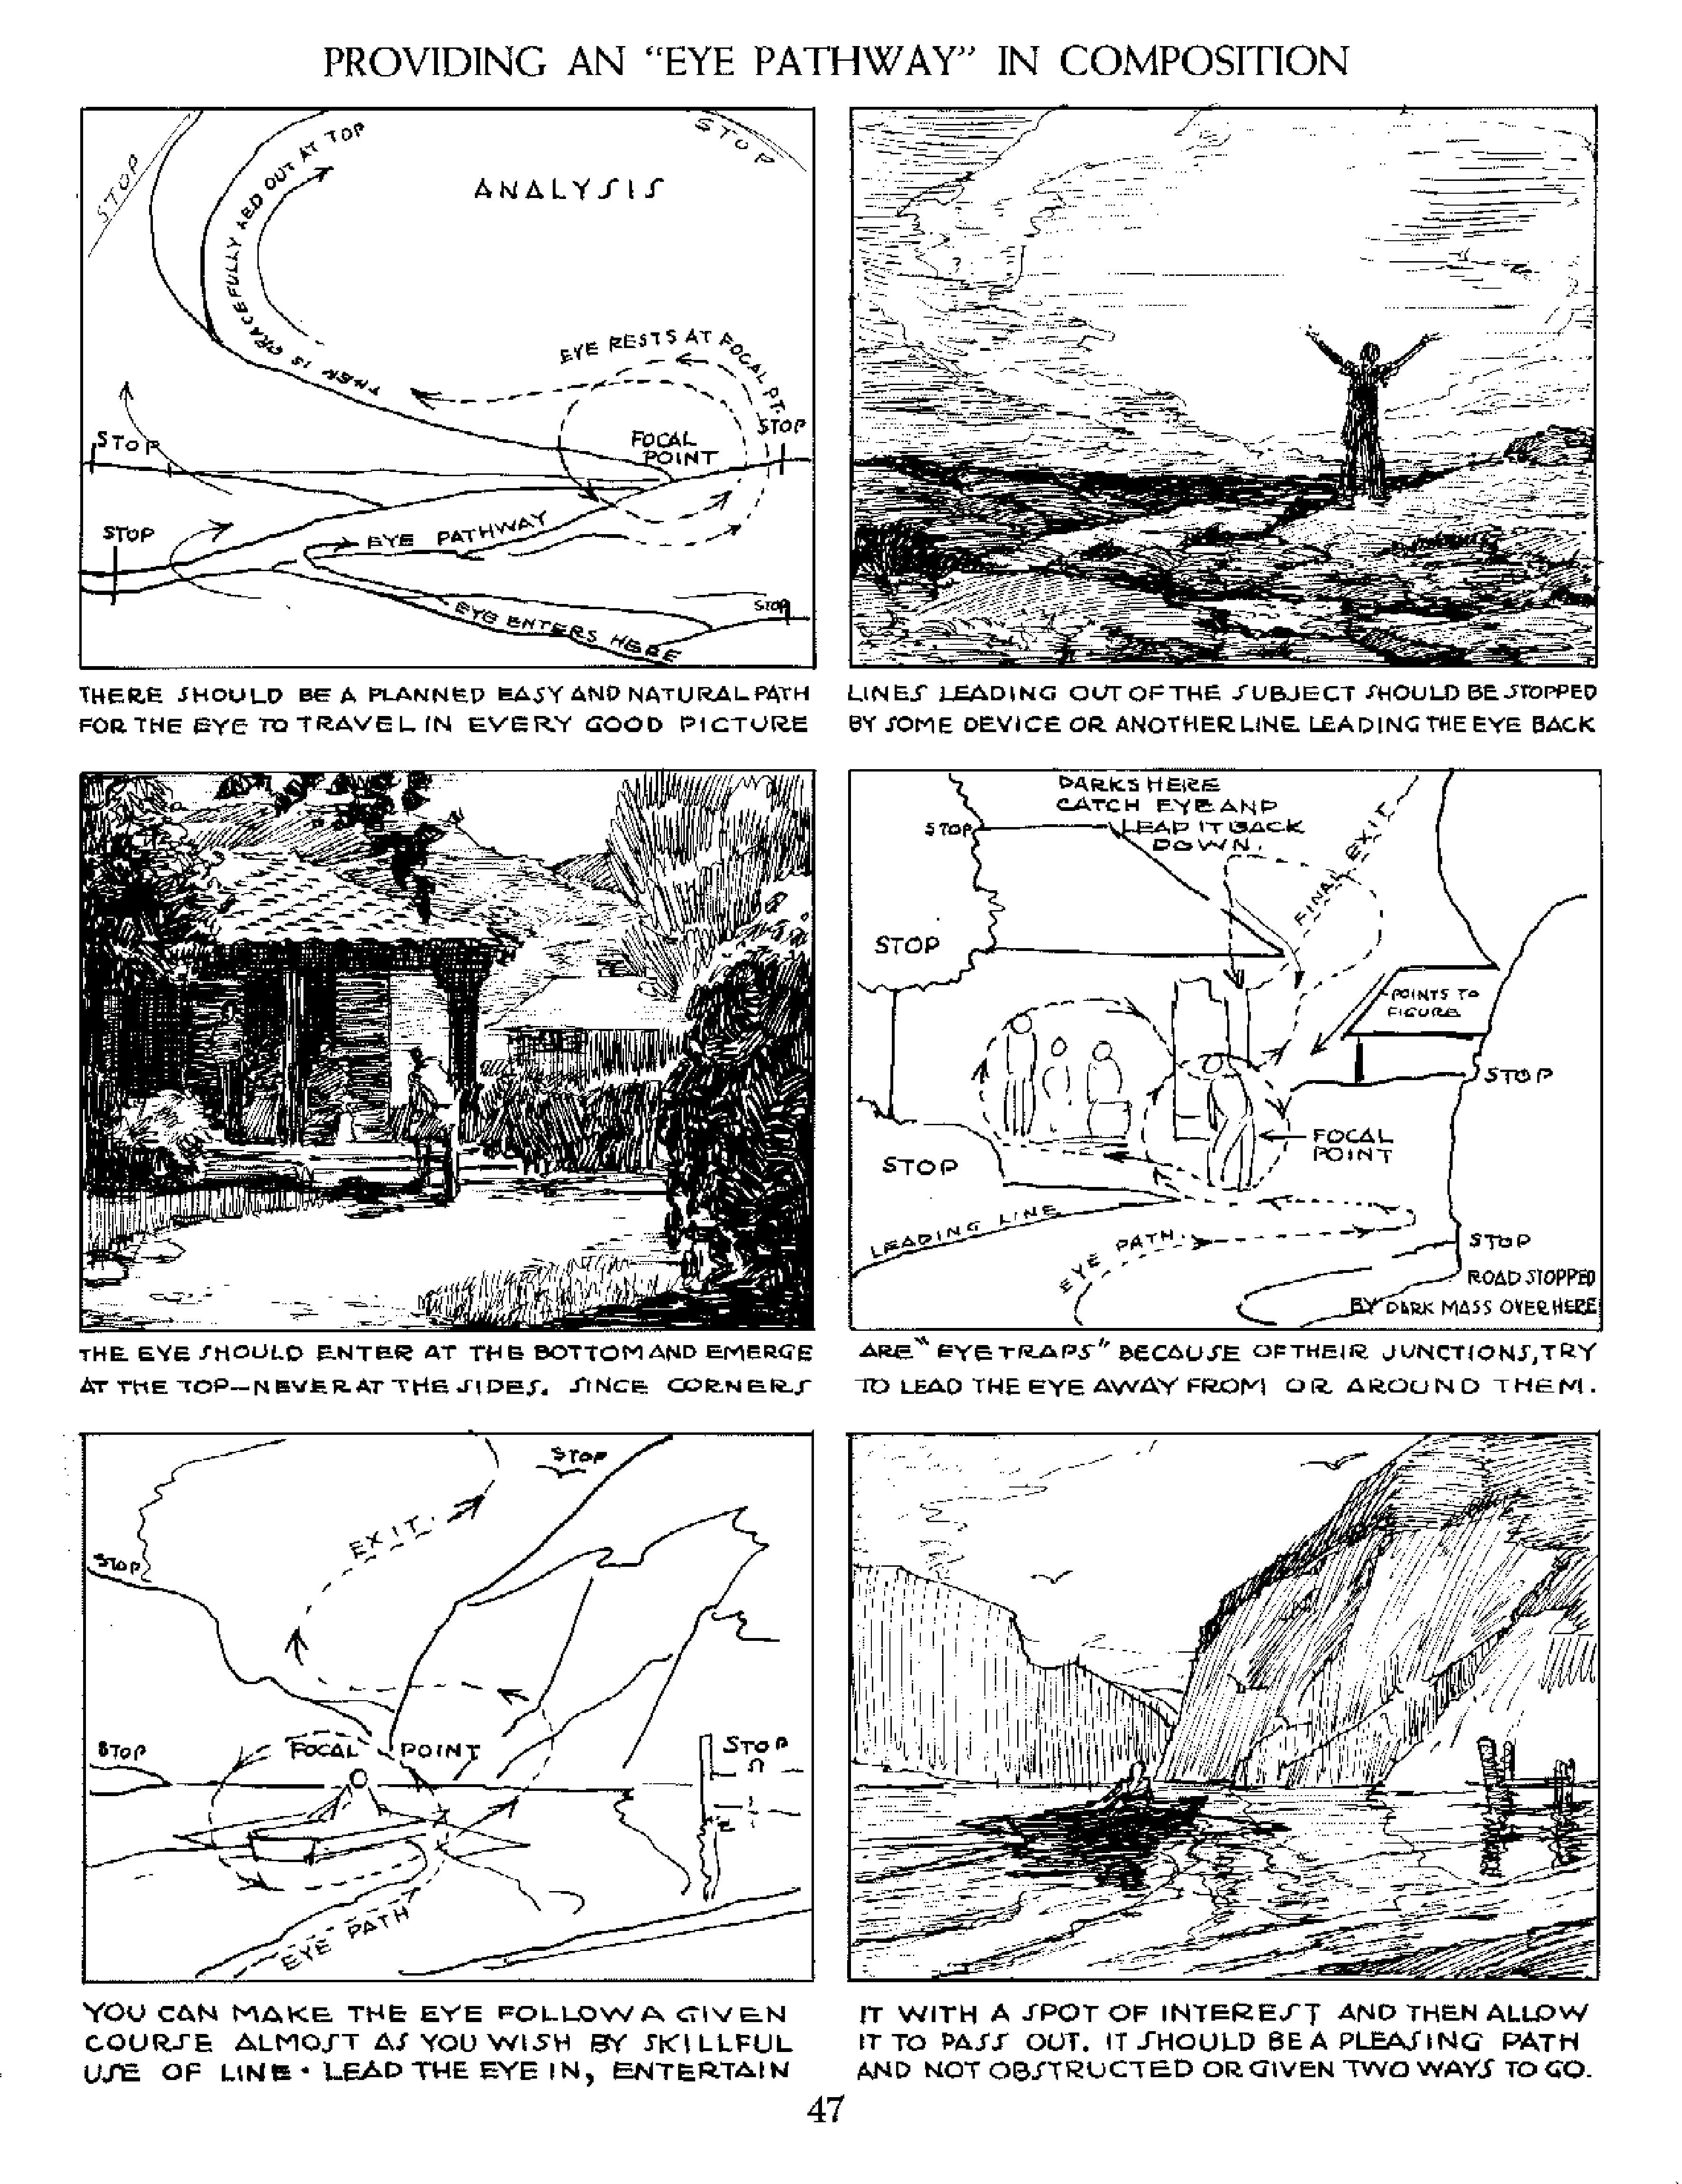 PROVIDING AN “EYE PATHWAY” IN COMPOSITION
STOP
THEN IS GRACEFULLY LED OUT AT TOP
STOP
ANALYSIS
EYE RESTS AT FOCAL PT.
STOP
STOP
FOCAL
POINT
STOP
EYE PATHWAY
EYE ENTERS HERE
STOP
THERE SHOULD BE A PLANNED EASY AND NATURAL PATH
FOR THE EYE TO TRAVEL IN EVERY GOOD PICTURE
LINES LEADING OUT OF THE SUBJECT SHOULD BE STOPPED
BY SOME DEVICE OR ANOTHER LINE LEADING THE EYE BACK
DARKS HERE
CATCH EYE AND
LEAD IT BACK
DOWN.
STOP
FINAL EXIT
STOP
POINTS TO
FIGURE
STOP
FOCAL
POINT
STOP
LEADING LINE
EYE PATH
STOP
ROAD STOPPED
BY DARK MASS OVER HERE
THE EYE SHOULD ENTER AT THE BOTTOM AND EMERGE
AT THE TOP—NEVER AT THE SIDES. SINCE CORNERS
ARE "EYE TRAPS" BECAUSE OF THEIR JUNCTIONS, TRY
TO LEAD THE EYE AWAY FROM OR AROUND THEM.
STOP
EXIT
STOP
STOP
FOCAL POINT
STOP
EYE PATH
YOU CAN MAKE THE EYE FOLLOW A GIVEN
COURSE ALMOST AS YOU WISH BY SKILLFUL
USE OF LINE • LEAD THE EYE IN, ENTERTAIN
IT WITH A SPOT OF INTEREST AND THEN ALLOW
IT TO PASS OUT. IT SHOULD BE A PLEASING PATH
AND NOT OBSTRUCTED OR GIVEN TWO WAYS TO GO.
47